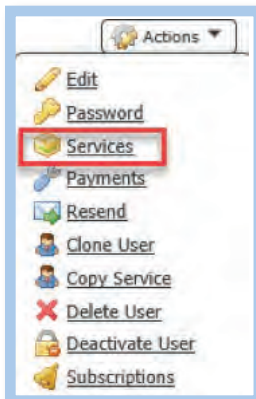 Actions
Edit
Password
Services
Payments
Resend
Clone User
Copy Service
Delete User
Deactivate User
Subscriptions